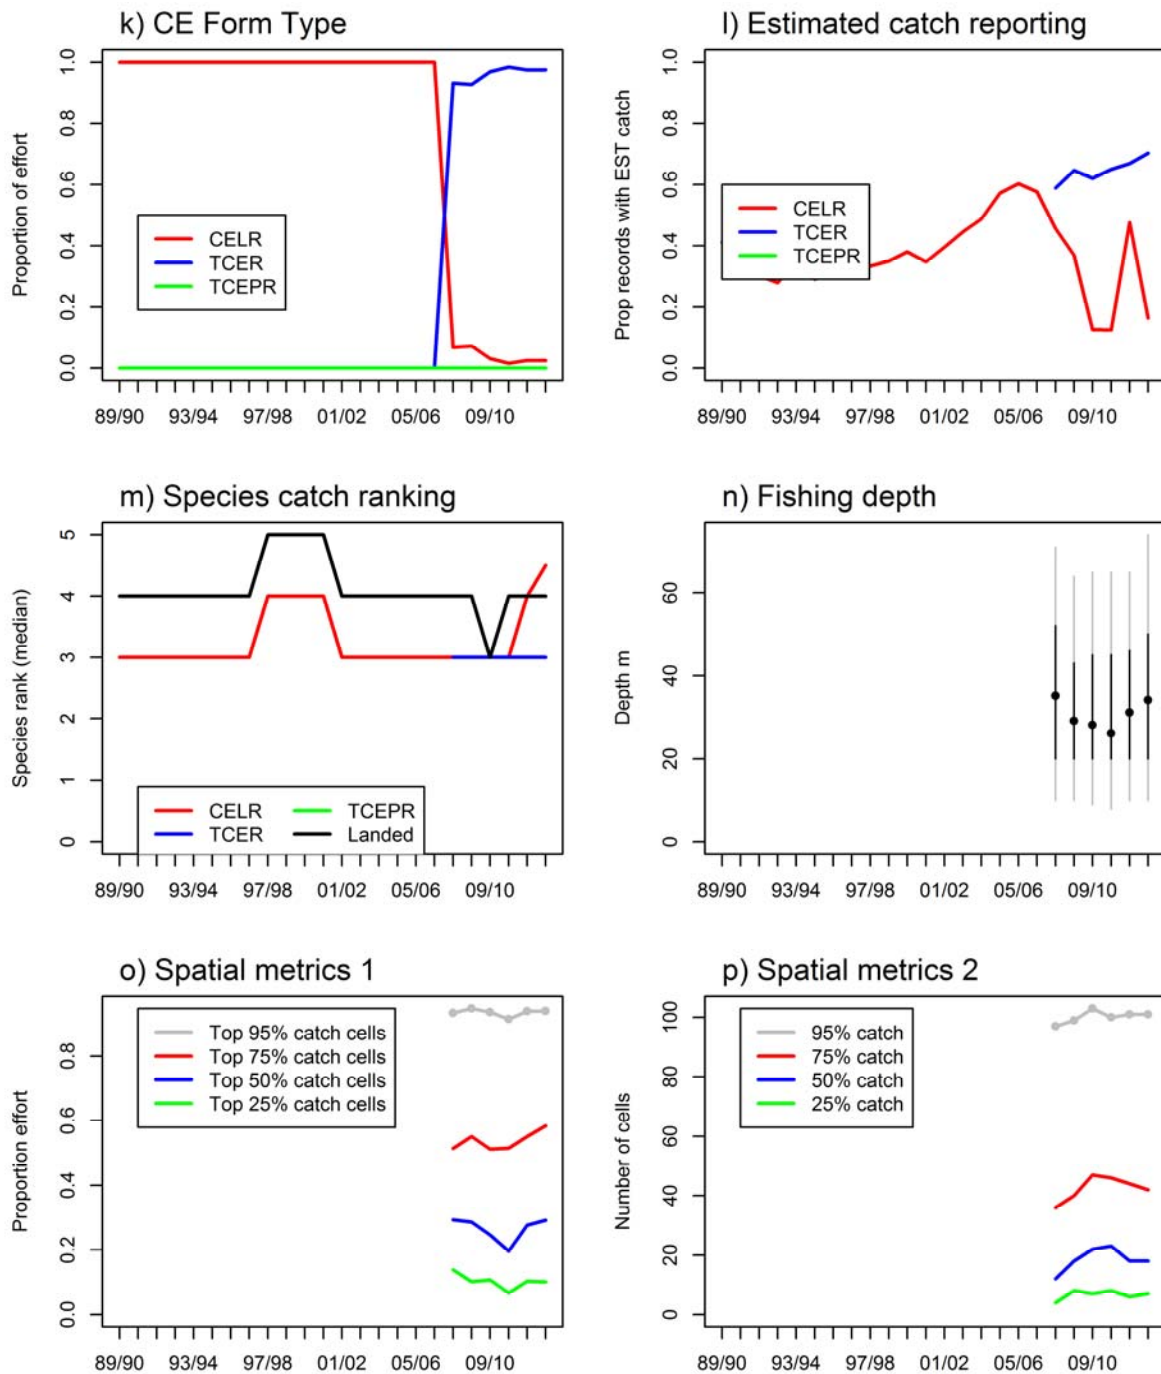 k) CE Form Type
Proportion of effort
1.0
0.8
0.6
0.4
0.2
0.0
CELR
TCER
TCEPR
89/90 93/94 97/98 01/02 05/06 09/10
l) Estimated catch reporting
Prop records with EST catch
1.0
0.8
0.6
0.4
0.2
0.0
CELR
TCER
TCEPR
89/90 93/94 97/98 01/02 05/06 09/10
m) Species catch ranking
Species rank (median)
5
4
3
2
1
0
CELR TCEPR
TCER Landed
89/90 93/94 97/98 01/02 05/06 09/10
n) Fishing depth
Depth m
60
40
20
0
89/90 93/94 97/98 01/02 05/06 09/10
o) Spatial metrics 1
Proportion effort
0.8
0.6
0.4
0.2
0.0
Top 95% catch cells
Top 75% catch cells
Top 50% catch cells
Top 25% catch cells
89/90 93/94 97/98 01/02 05/06 09/10
p) Spatial metrics 2
Number of cells
100
80
60
40
20
0
95% catch
75% catch
50% catch
25% catch
89/90 93/94 97/98 01/02 05/06 09/10